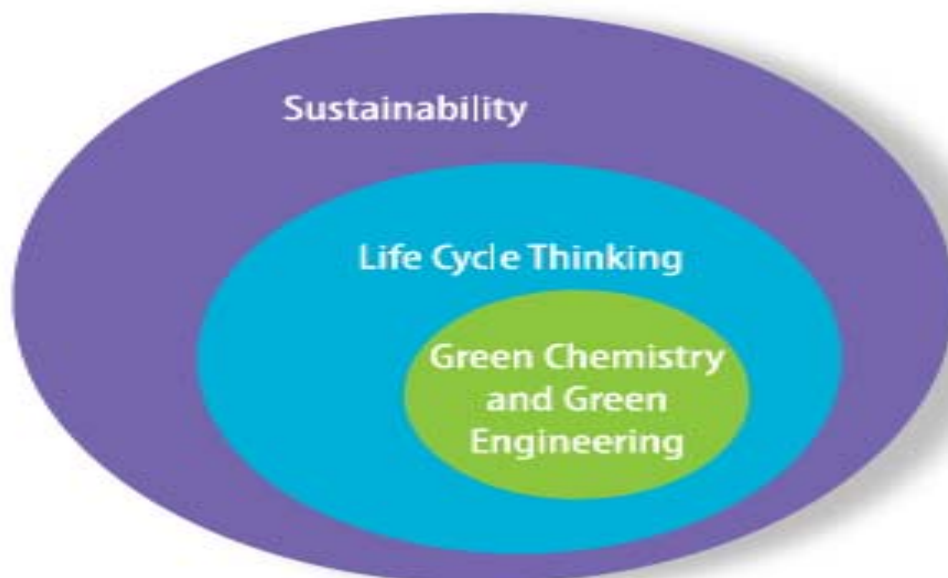 Sustainability
Life Cycle Thinking
Green Chemistry
and Green
Engineering